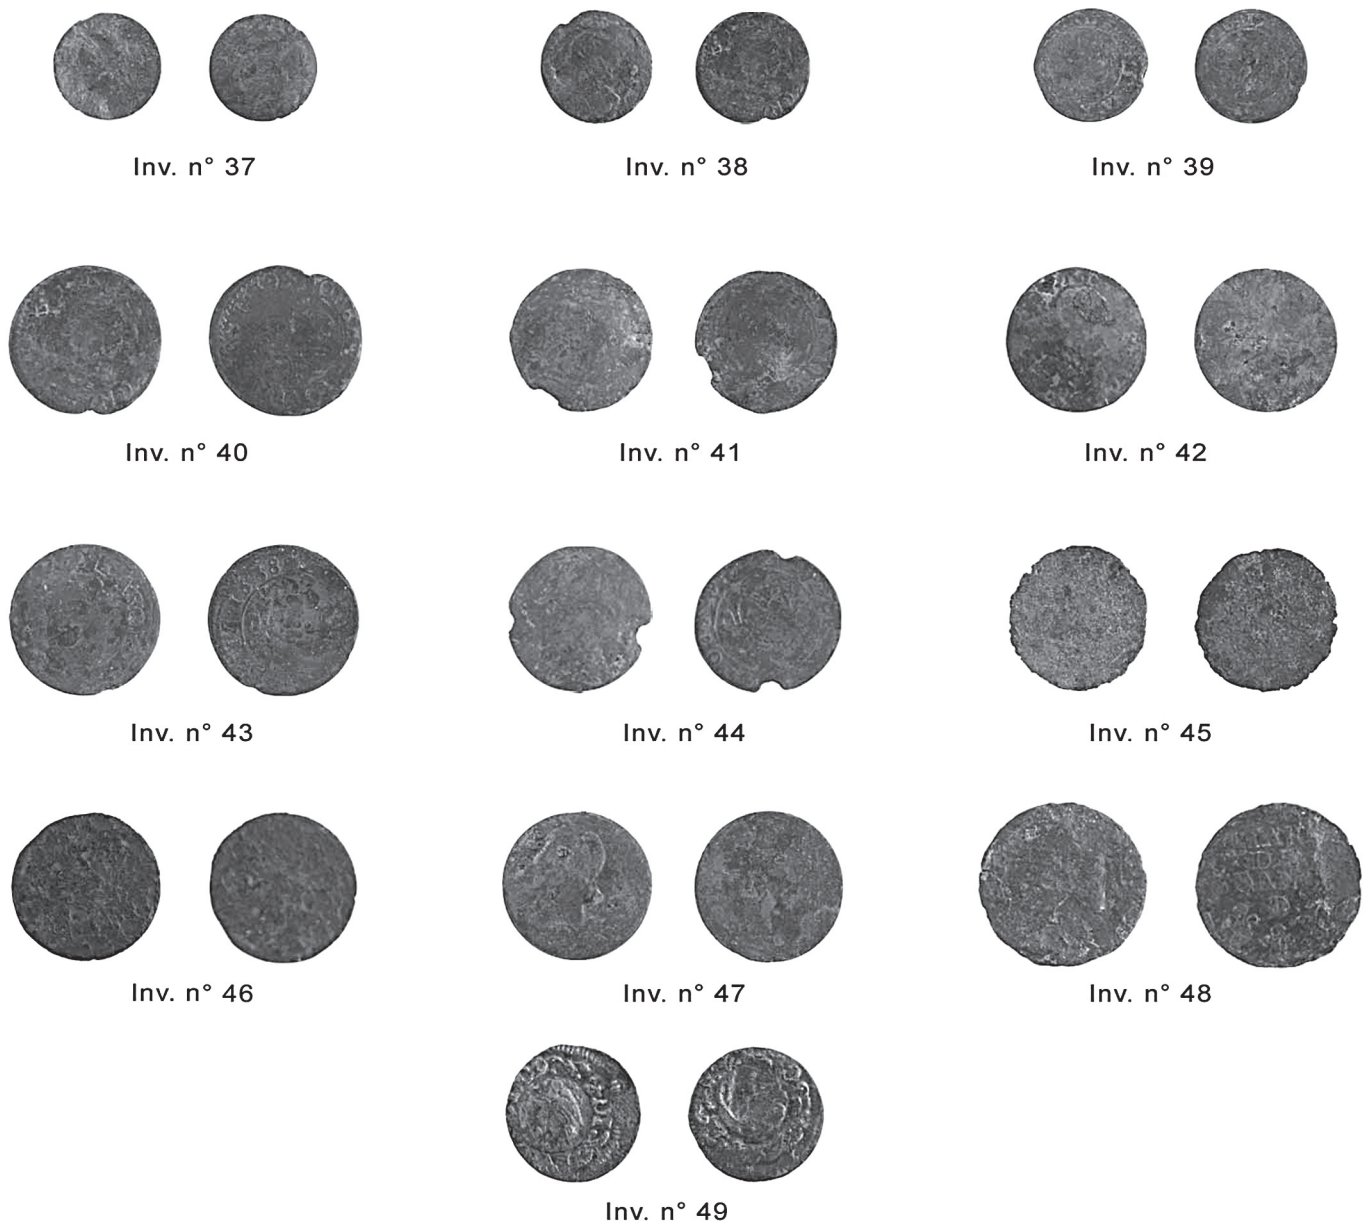 Inv. n° 37
Inv. n° 38
Inv. n° 39
Inv. n° 40
Inv. n° 41
Inv. n° 42
Inv. n° 43
Inv. n° 44
Inv. n° 45
Inv. n° 46
Inv. n° 47
Inv. n° 48
Inv. n° 49